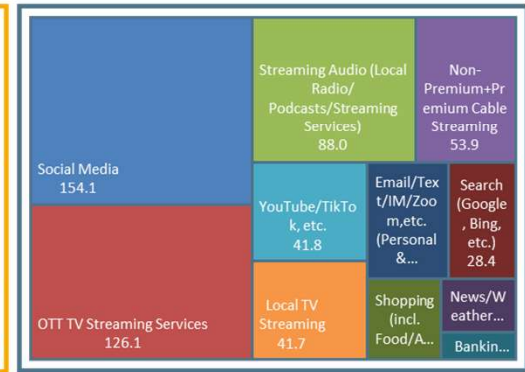 Social Media
154.1
OTT TV Streaming Services
126.1
Streaming Audio (Local
Radio/
Podcasts/Streaming
Services)
88.0
Non-
Premium+Pr
emium Cable
Streaming
53.9
YouTube/TikTo
k, etc.
41.8
Local TV
Streaming
41.7
Email/Tex
t/IM/Zoo
m,etc.
(Personal
&...
Search
(Google
, Bing,
etc.)
28.4
Shopping
(incl.
Food/A...
News/W
eather...
Bankin...